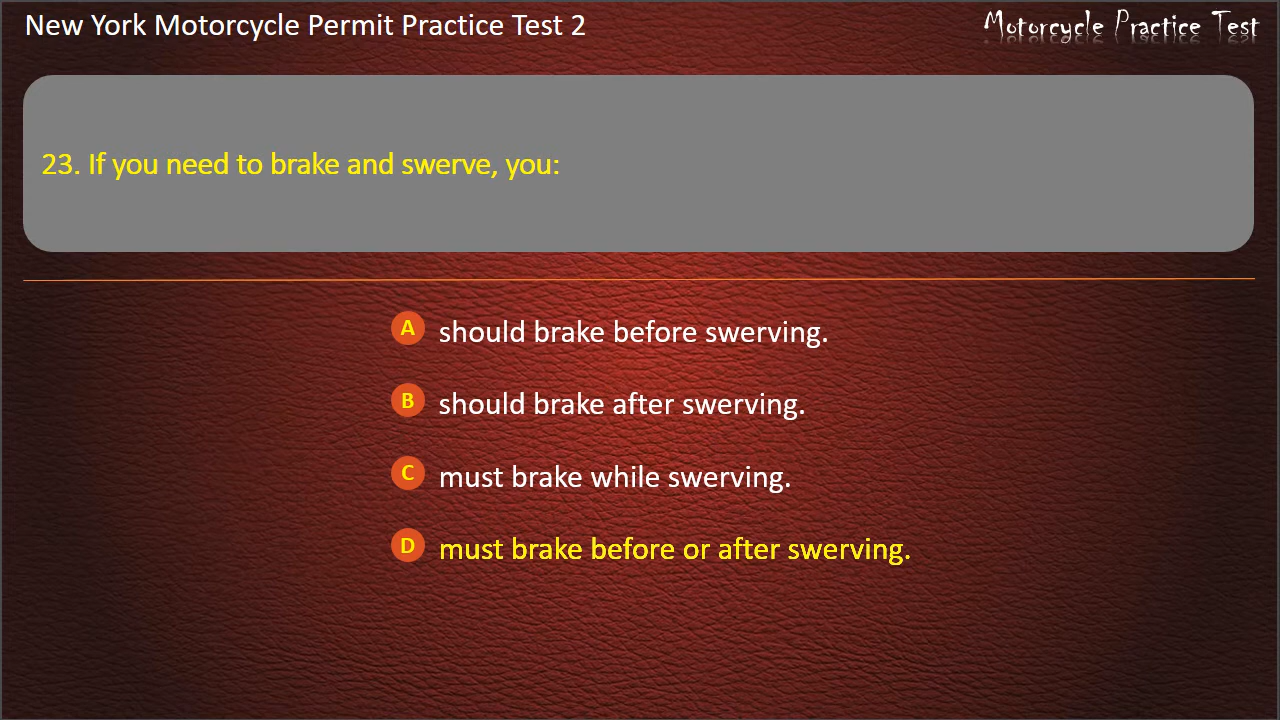 New York Motorcycle Permit Practice Test 2
Motorcycle Practice Test
23. If you need to brake and swerve, you:
A should brake before swerving.
B should brake after swerving.
C must brake while swerving.
D must brake before or after swerving.